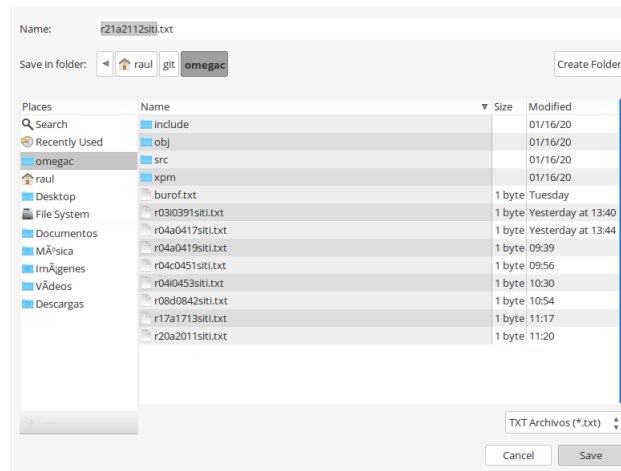 Name: r21a2112siti.txt
Save in folder: raul git omegac Create Folder
Places Name Size Modified
Search include 01/16/20
Recently Used obj 01/16/20
omegac src 01/16/20
raul xpm 01/16/20
Desktop burof.txt 1 byte Tuesday
File System r03i0391siti.txt 1 byte Yesterday at 13:40
Documentos r04a0417siti.txt 1 byte Yesterday at 13:44
MÃºsica r04a0419siti.txt 1 byte 09:39
ImÃ¡genes r04c0451siti.txt 1 byte 09:56
VÃdeos r04i0453siti.txt 1 byte 10:30
Descargas r08d0842siti.txt 1 byte 10:54
r17a1713siti.txt 1 byte 11:17
r20a2011siti.txt 1 byte 11:20
TXT Archivos (*.txt)
Cancel Save